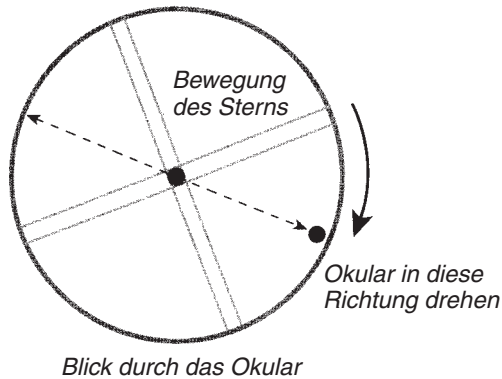 Bewegung
des Sterns
Okular in diese
Richtung drehen
Blick durch das Okular